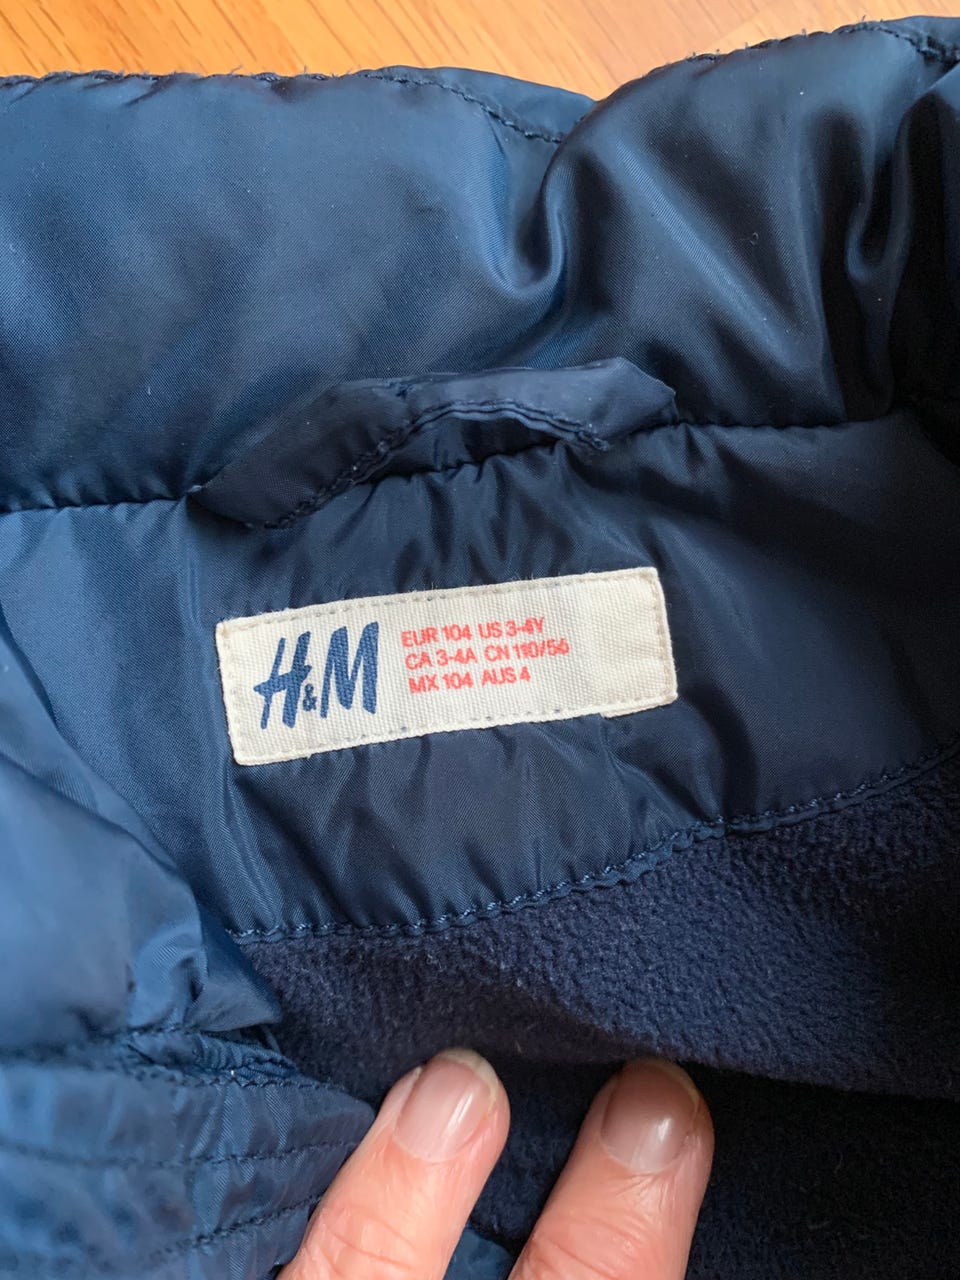 H&M
EUR 104 US 3-4Y
CA 3-4A CN 110/56
MX 104 AUS 4